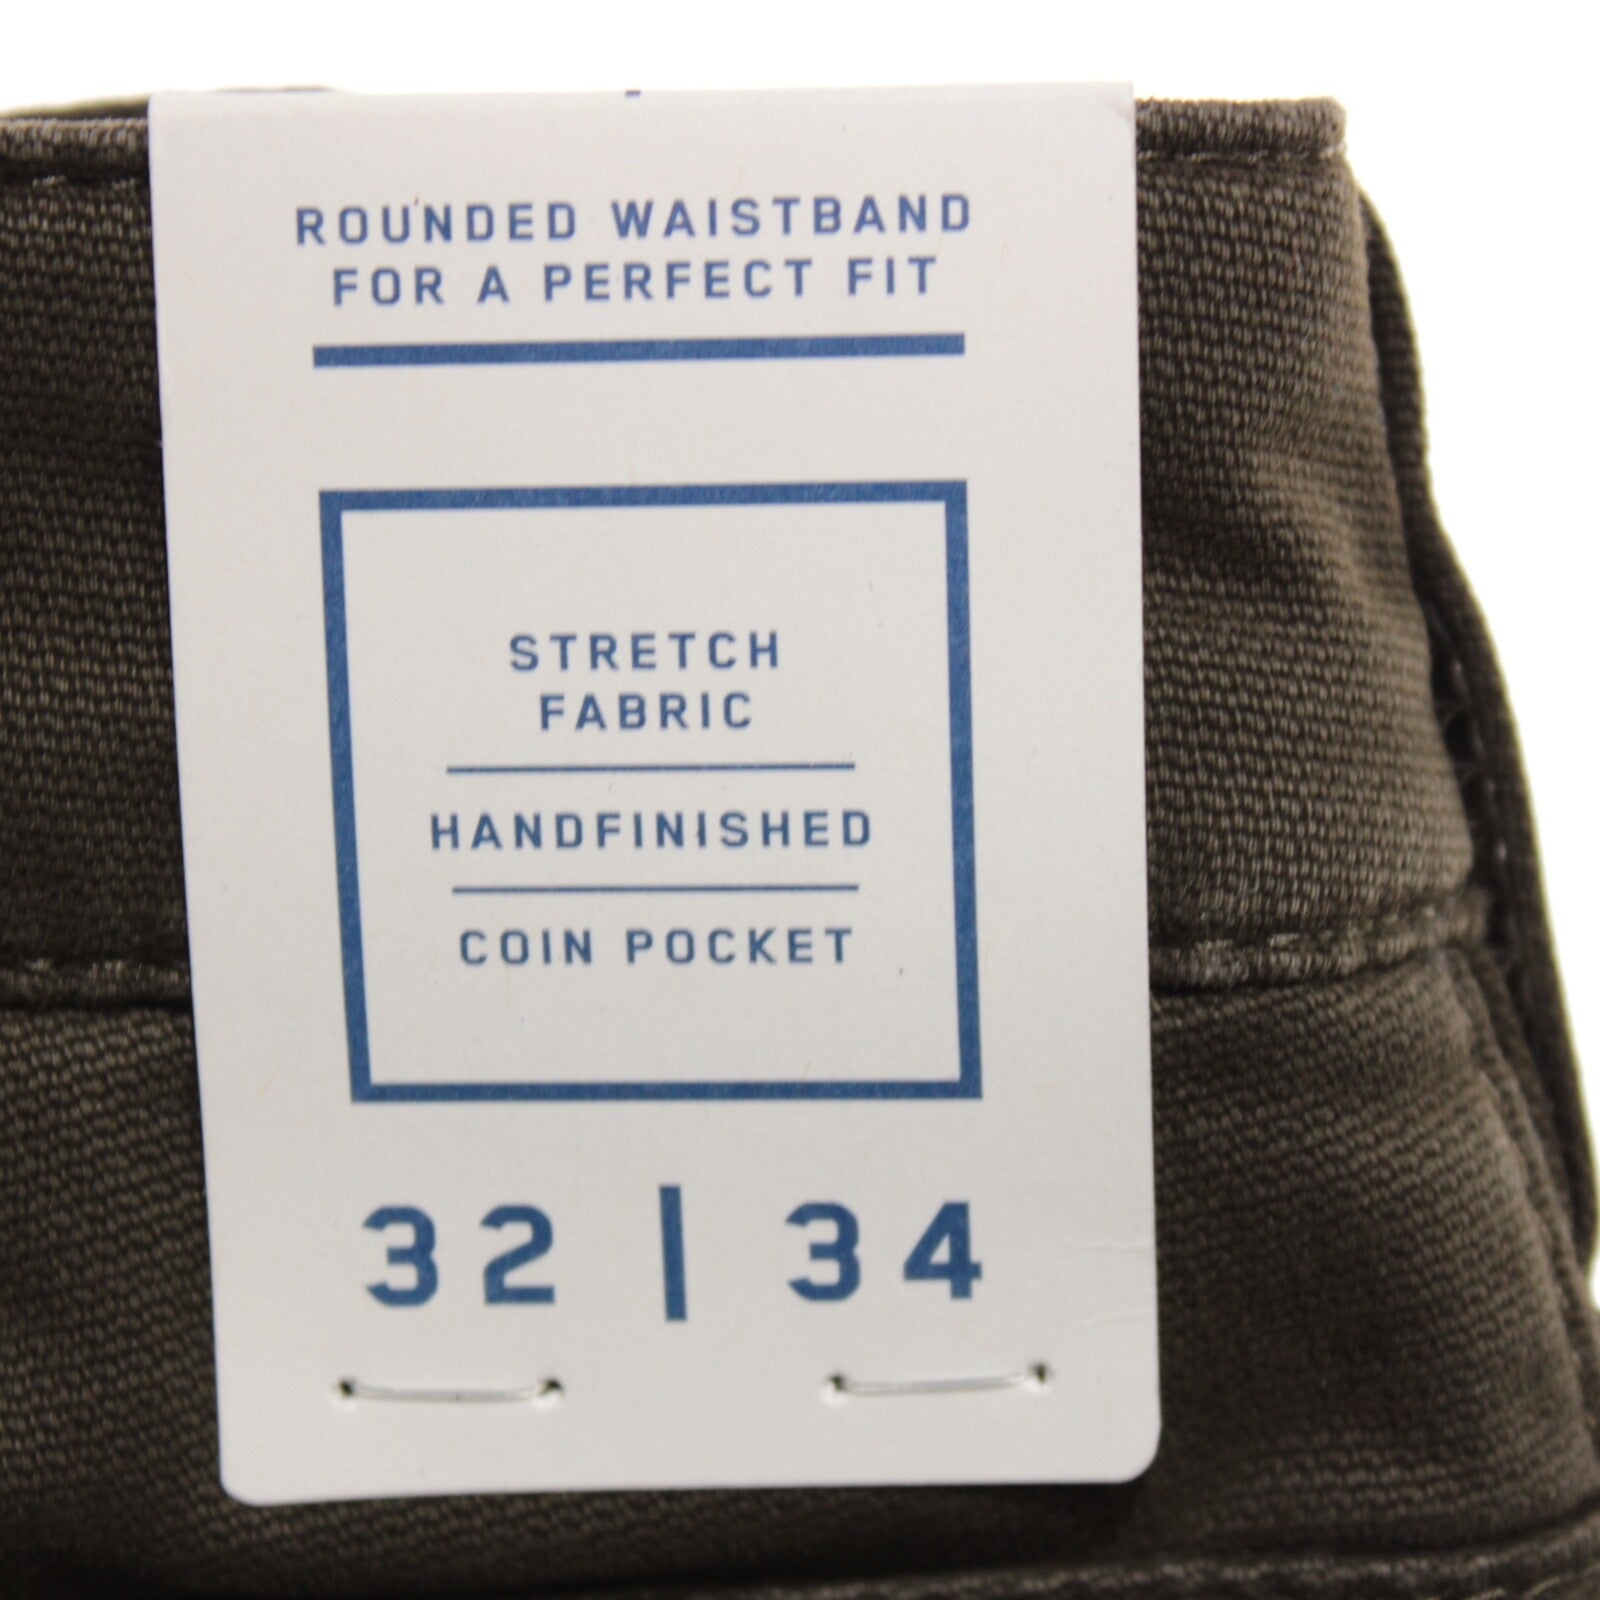 ROUNDED WAISTBAND
FOR A PERFECT FIT
STRETCH
FABRIC
HANDFINISHED
COIN POCKET
32 | 34